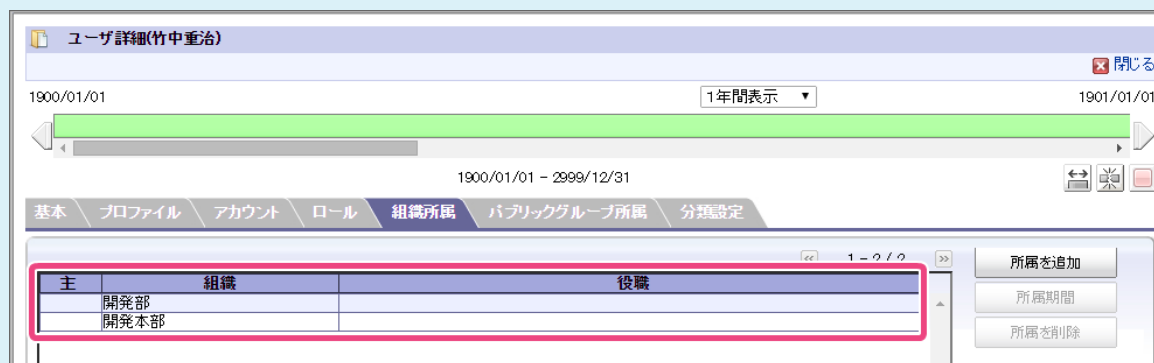 ユーザ詳細(竹中重治)
閉じる
1900/01/01 1年間表示 ▼ 1901/01/01
1900/01/01 - 2999/12/31
基本 プロファイル アカウント ロール 組織所属 パブリックグループ所属 分類設定
1 - 2 / 2
所属を追加
主 組織 役職
開発部
開発本部
所属期間
所属を削除